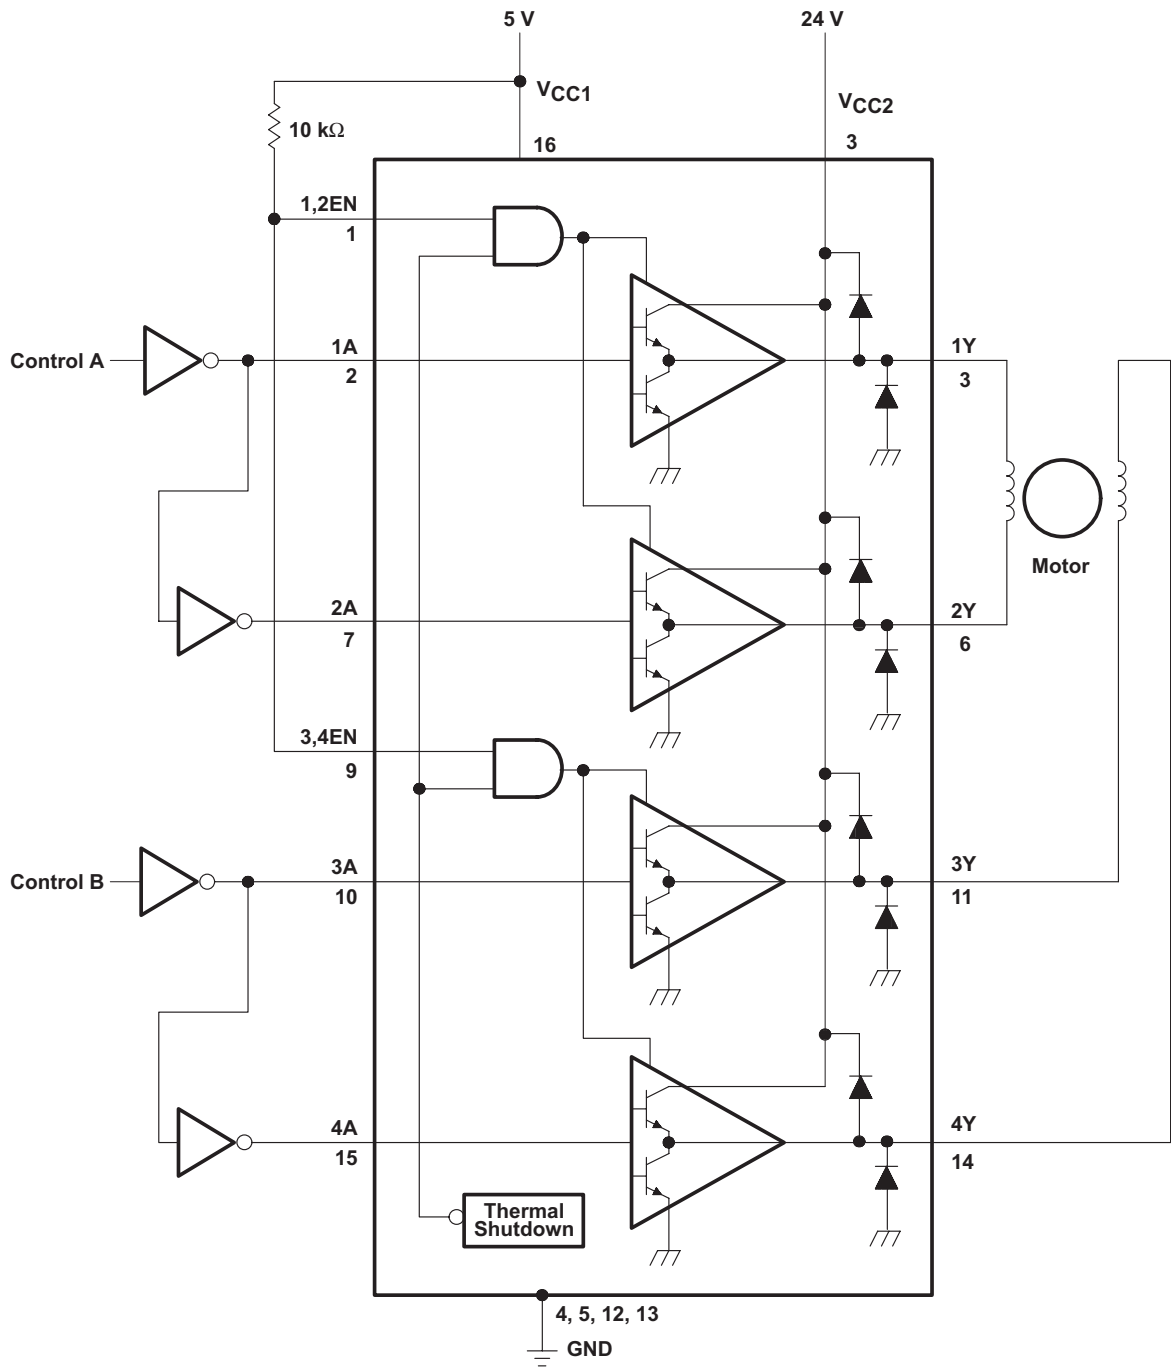 5 V
24 V
VCC1
VCC2
10 kΩ
16
3
1,2EN
1
Control A
1A
2
1Y
3
Motor
2A
7
2Y
6
3,4EN
9
Control B
3A
10
3Y
11
4A
15
4Y
14
Thermal
Shutdown
4, 5, 12, 13
GND